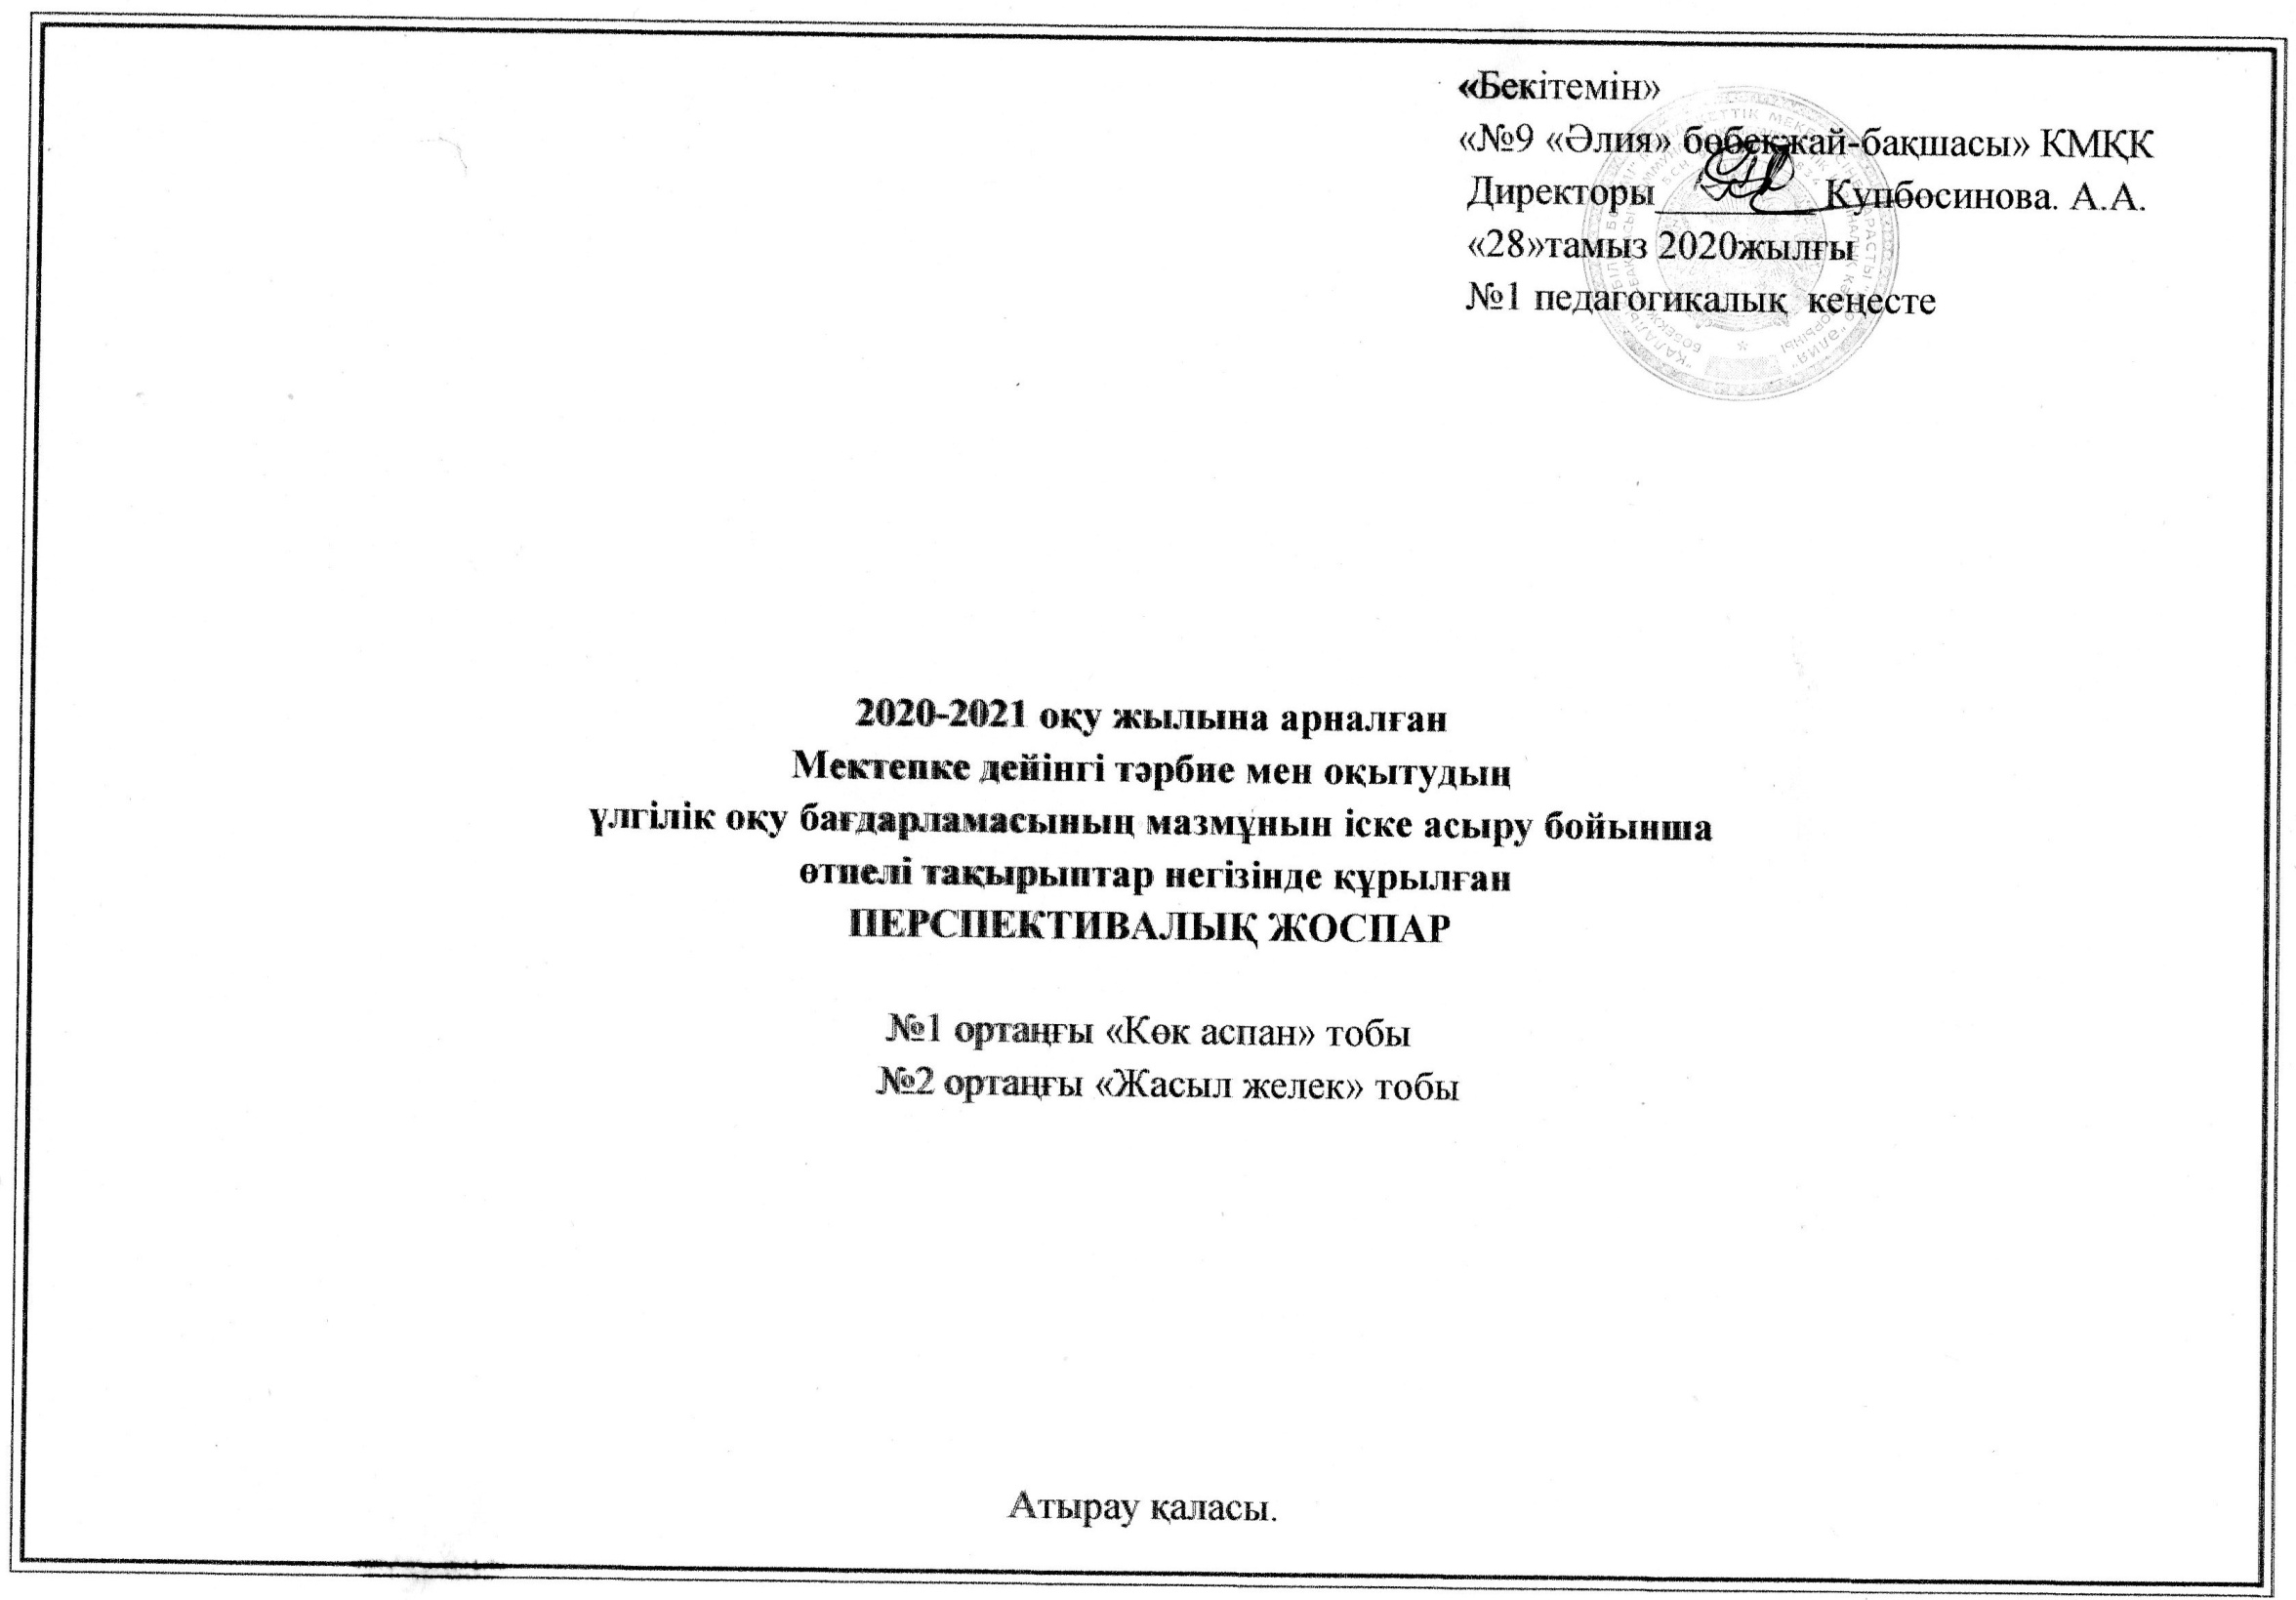 «Бекітемін»
«№9 «Әлия» бөбекжай-бақшасы» КМҚК
Директоры__________Купбосинова. А.А.
«28»тамыз 2020жылғы
№1 педагогикалық кеңесте
2020-2021 оқу жылына арналған
Мектепке дейінгі тәрбие мен оқытудың
үлгілік оқу бағдарламасының мазмұнын іске асыру бойынша
өтпелі тақырыптар негізінде құрылған
ПЕРСПЕКТИВАЛЫҚ ЖОСПАР
№1 ортаңғы «Көк аспан» тобы
№2 ортаңғы «Жасыл желек» тобы
Атырау қаласы.